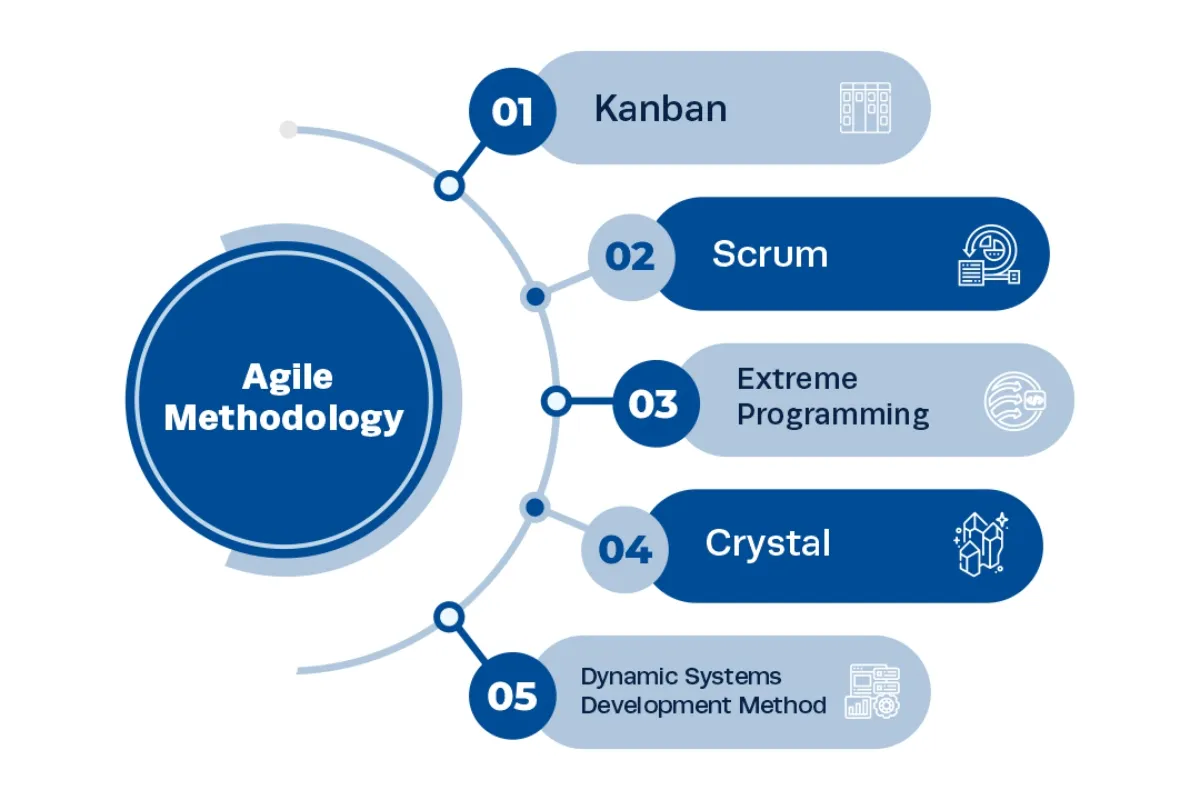 Agile
Methodology
01
Kanban
02
Scrum
03
Extreme
Programming
04
Crystal
05
Dynamic Systems
Development Method